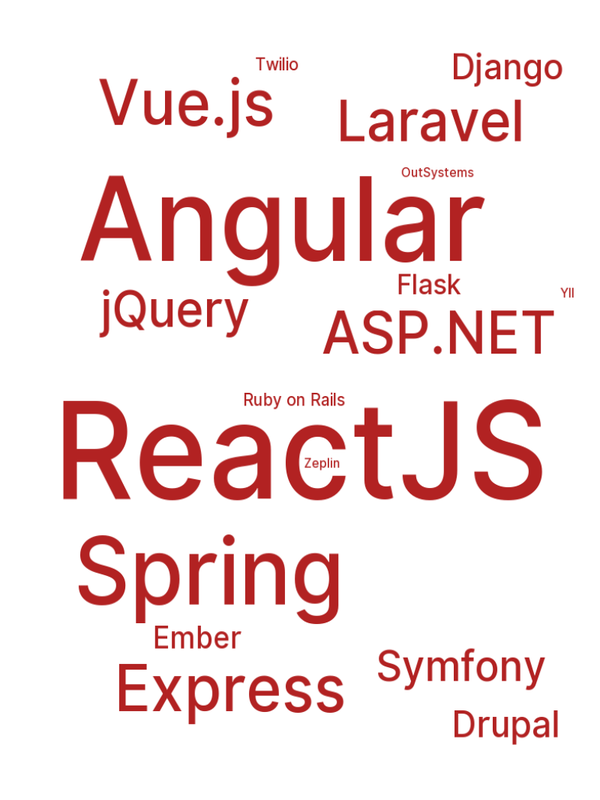 Twilio
Django
Vue.js
Laravel
OutSystems
Angular
Flask
YII
jQuery
ASP.NET
Ruby on Rails
ReactJS
Zeplin
Spring
Ember
Symfony
Express
Drupal